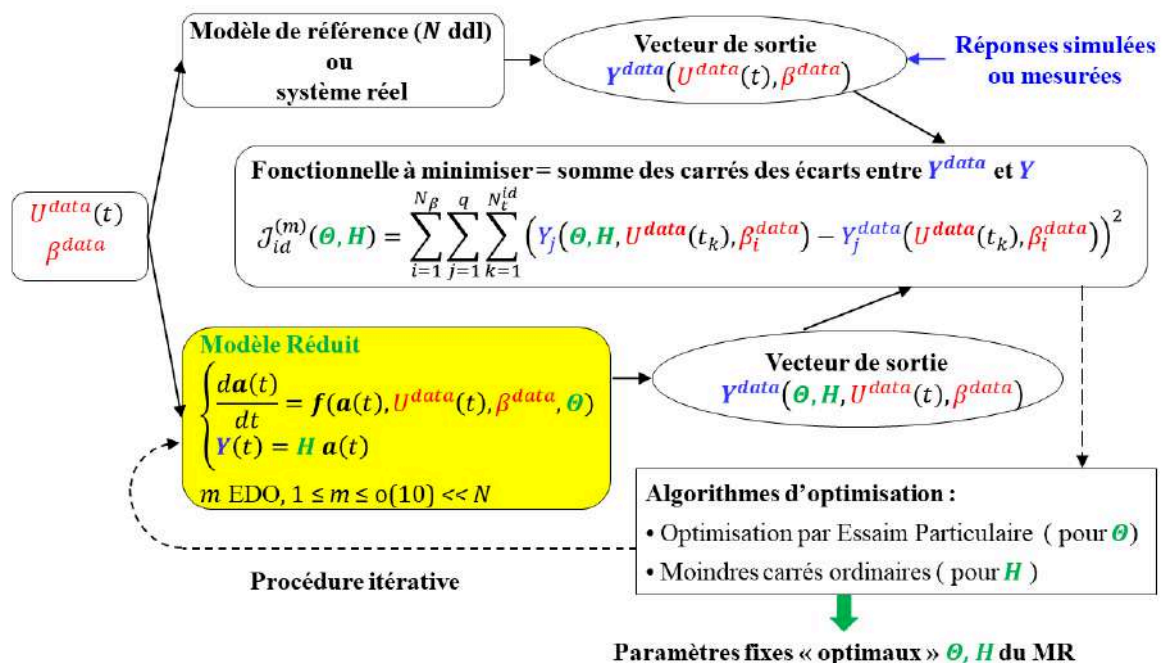 Modèle de référence (N ddl)
ou
système réel
Vecteur de sortie
Y^{data}(U^{data}(t), β^{data})
Réponses simulées
ou mesurées
U^{data}(t)
β^{data}
Fonctionnelle à minimiser = somme des carrés des écarts entre Y^{data} et Y
𝒥_{id}^{(m)}(Θ, H) = ∑_{i=1}^{N_β} ∑_{j=1}^{q} ∑_{k=1}^{N_t^{id}} (Y_j(Θ, H, U^{data}(t_k), β_i^{data}) − Y_j^{data}(U^{data}(t_k), β_i^{data}))^2
Modèle Réduit
{ da(t)/dt = f(a(t), U^{data}(t), β^{data}, Θ)
Y(t) = H a(t)
m EDO, 1 ≤ m ≤ o(10) << N
Vecteur de sortie
Y^{data}(Θ, H, U^{data}(t), β^{data})
Algorithmes d’optimisation :
• Optimisation par Essaim Particulaire ( pour Θ)
• Moindres carrés ordinaires ( pour H )
Procédure itérative
Paramètres fixes « optimaux » Θ, H du MR